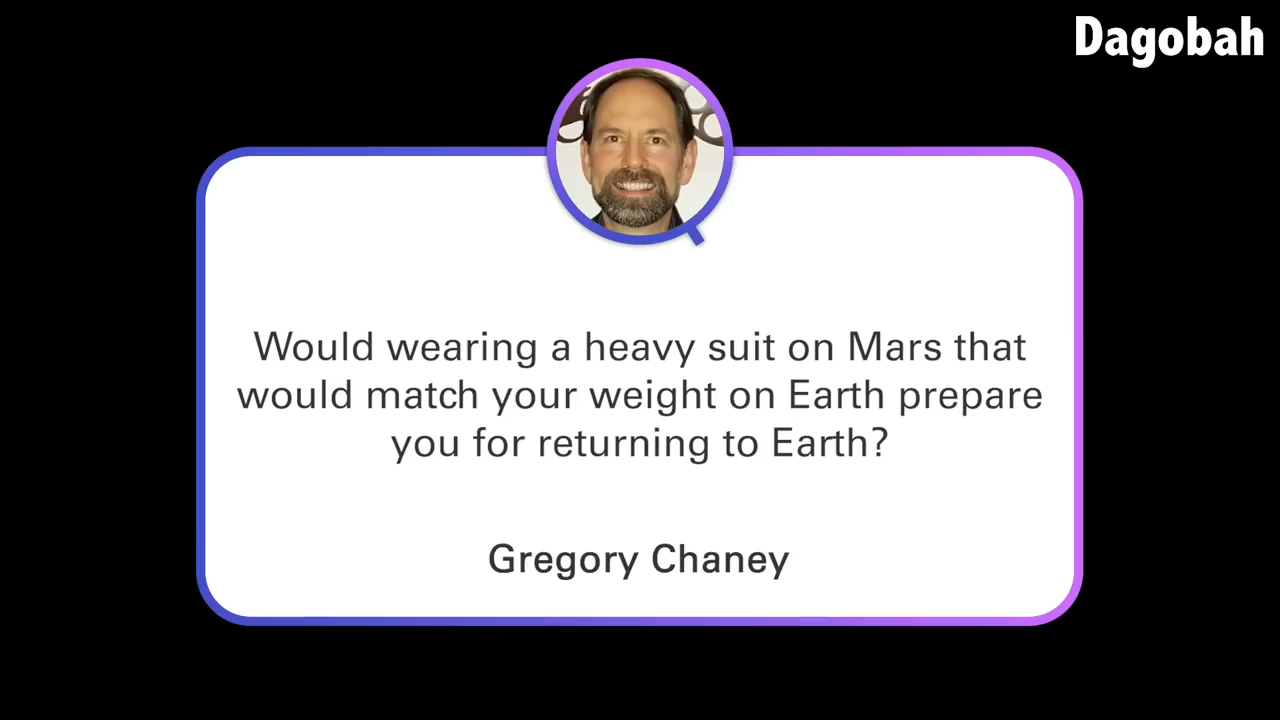 Dagobah
Would wearing a heavy suit on Mars that
would match your weight on Earth prepare
you for returning to Earth?
Gregory Chaney